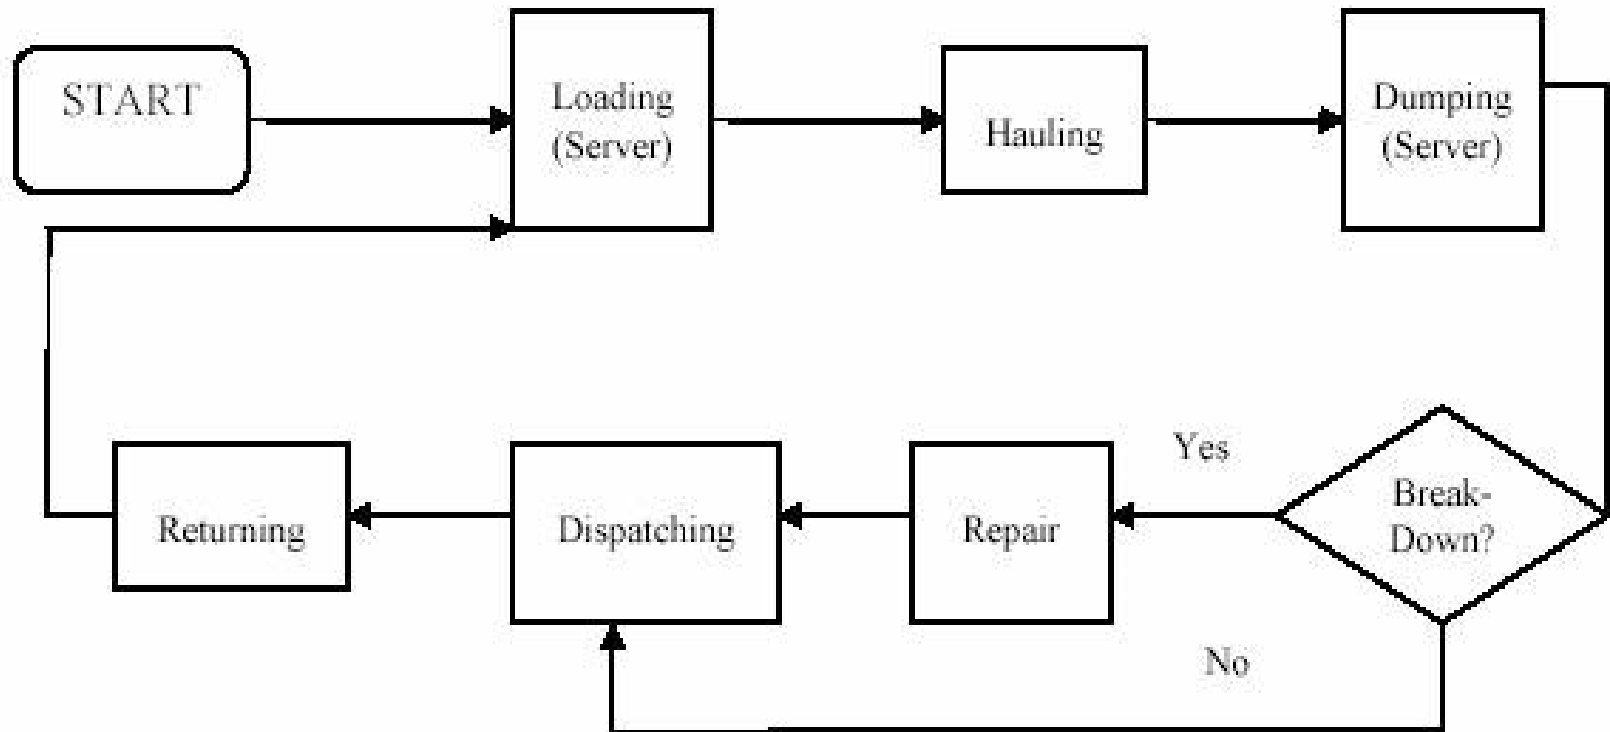 START
Loading
(Server)
Hauling
Dumping
(Server)
Yes
Break-
Down?
Repair
Dispatching
Returning
No